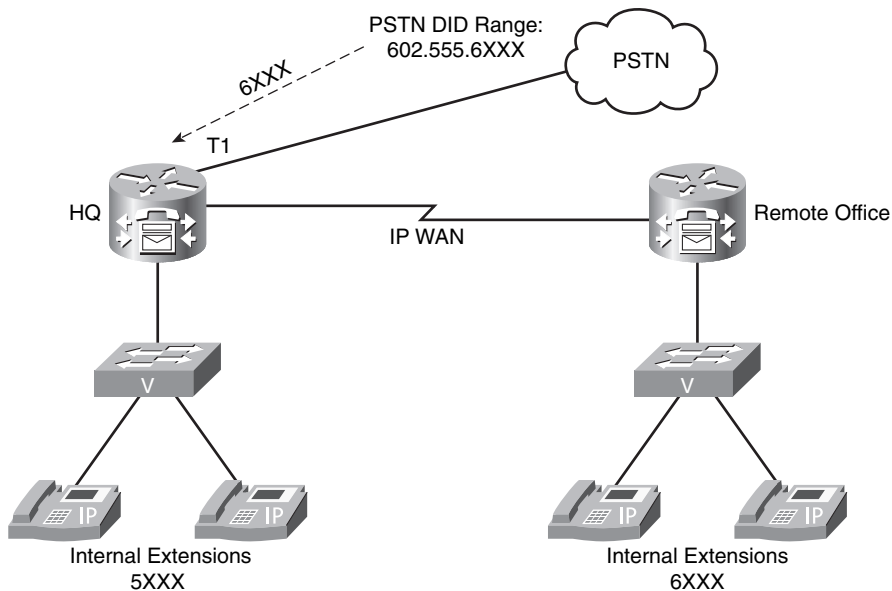 PSTN DID Range:
602.555.6XXX
PSTN
6XXX
T1
HQ
IP WAN
Remote Office
V
V
IP
IP
IP
IP
Internal Extensions
5XXX
Internal Extensions
6XXX